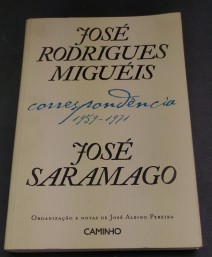 JOSÉ
RODRIGUES
MIGUÉIS
correspondência
1959-1971
JOSÉ
SARAMAGO
ORGANIZAÇÃO E NOTAS DE JOSÉ ALBINO PEREIRA
CAMINHO